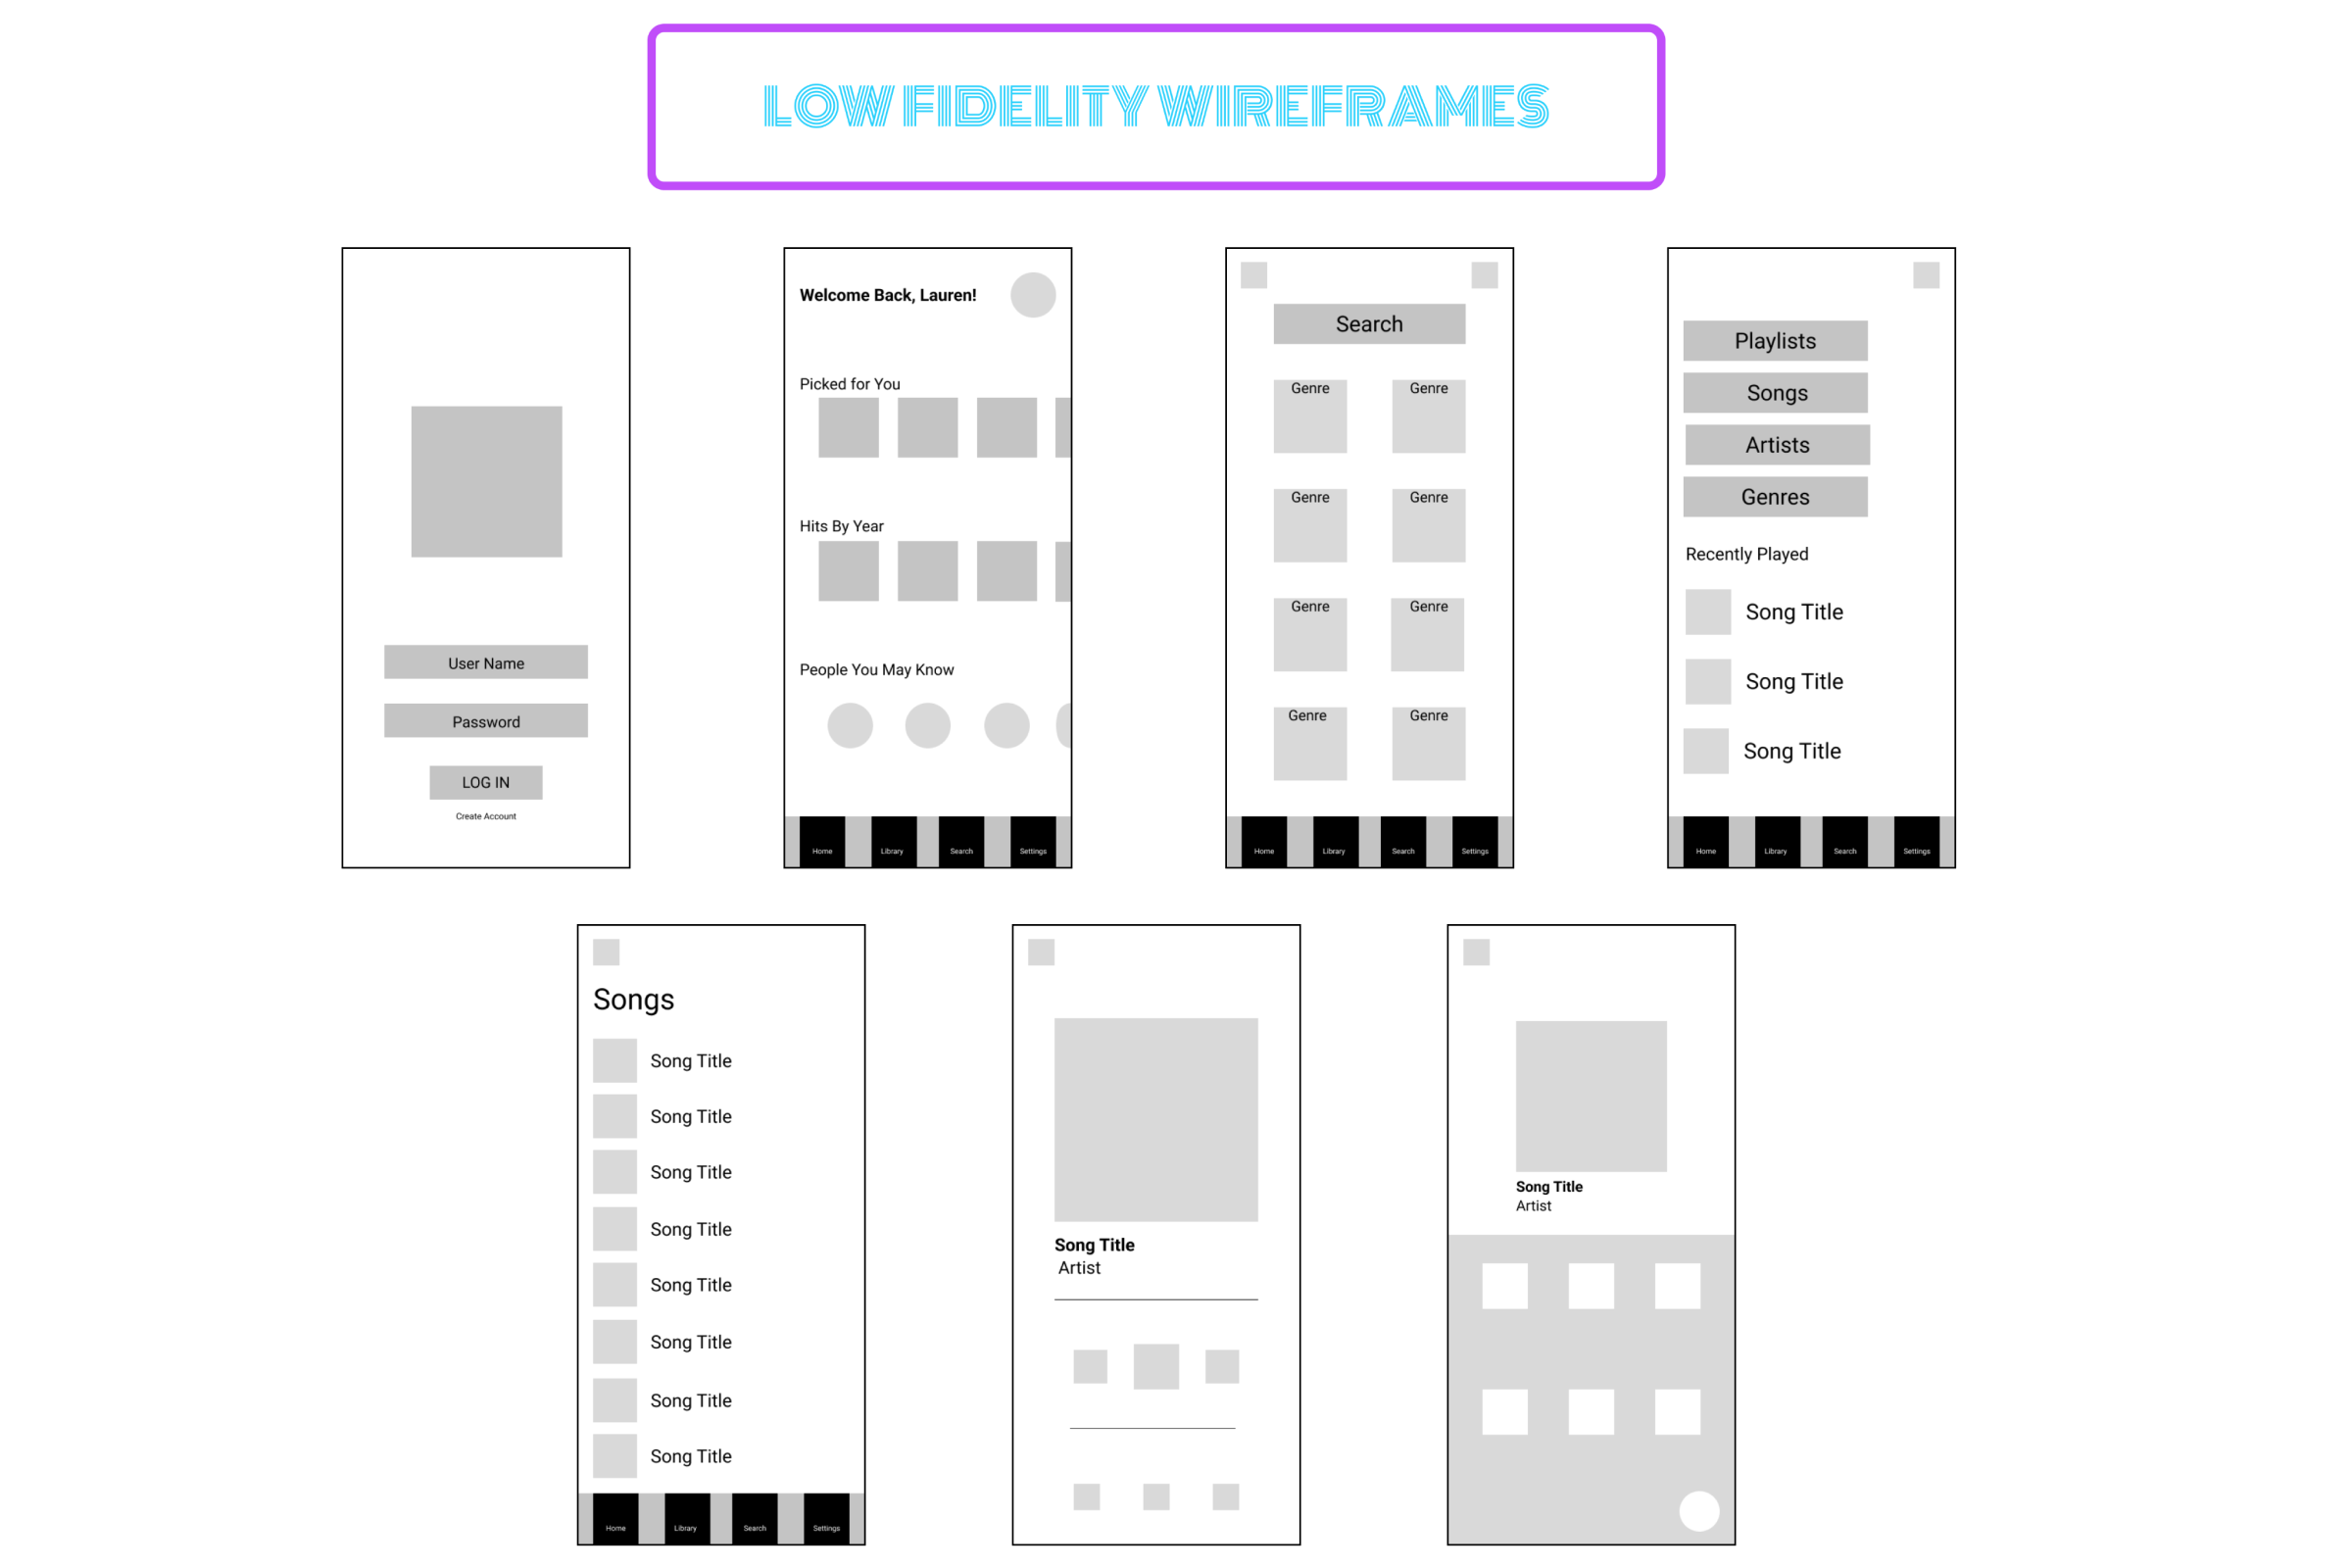 LOW FIDELITY WIREFRAMES
User Name
Password
LOG IN
Create Account
Welcome Back, Lauren!
Picked for You
Hits By Year
People You May Know
Home Library Search Settings
Search
Genre Genre
Genre Genre
Genre Genre
Genre Genre
Home Library Search Settings
Playlists
Songs
Artists
Genres
Recently Played
Song Title
Song Title
Song Title
Home Library Search Settings
Songs
Song Title
Song Title
Song Title
Song Title
Song Title
Song Title
Song Title
Song Title
Home Library Search Settings
Song Title
Artist
Song Title
Artist